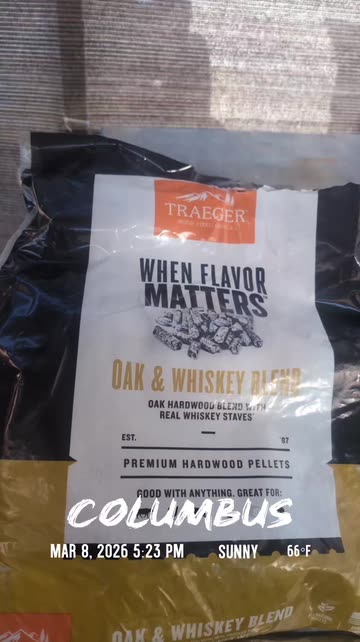 TRAEGER
WHEN FLAVOR
MATTERS
OAK & WHISKEY BLEND
OAK HARDWOOD BLEND WITH
REAL WHISKEY STAVES
EST. '87
PREMIUM HARDWOOD PELLETS
GOOD WITH ANYTHING. GREAT FOR:
COLUMBUS
MAR 8, 2026 5:23 PM SUNNY 66°F
TRAEGER
OAK & WHISKEY BLEND